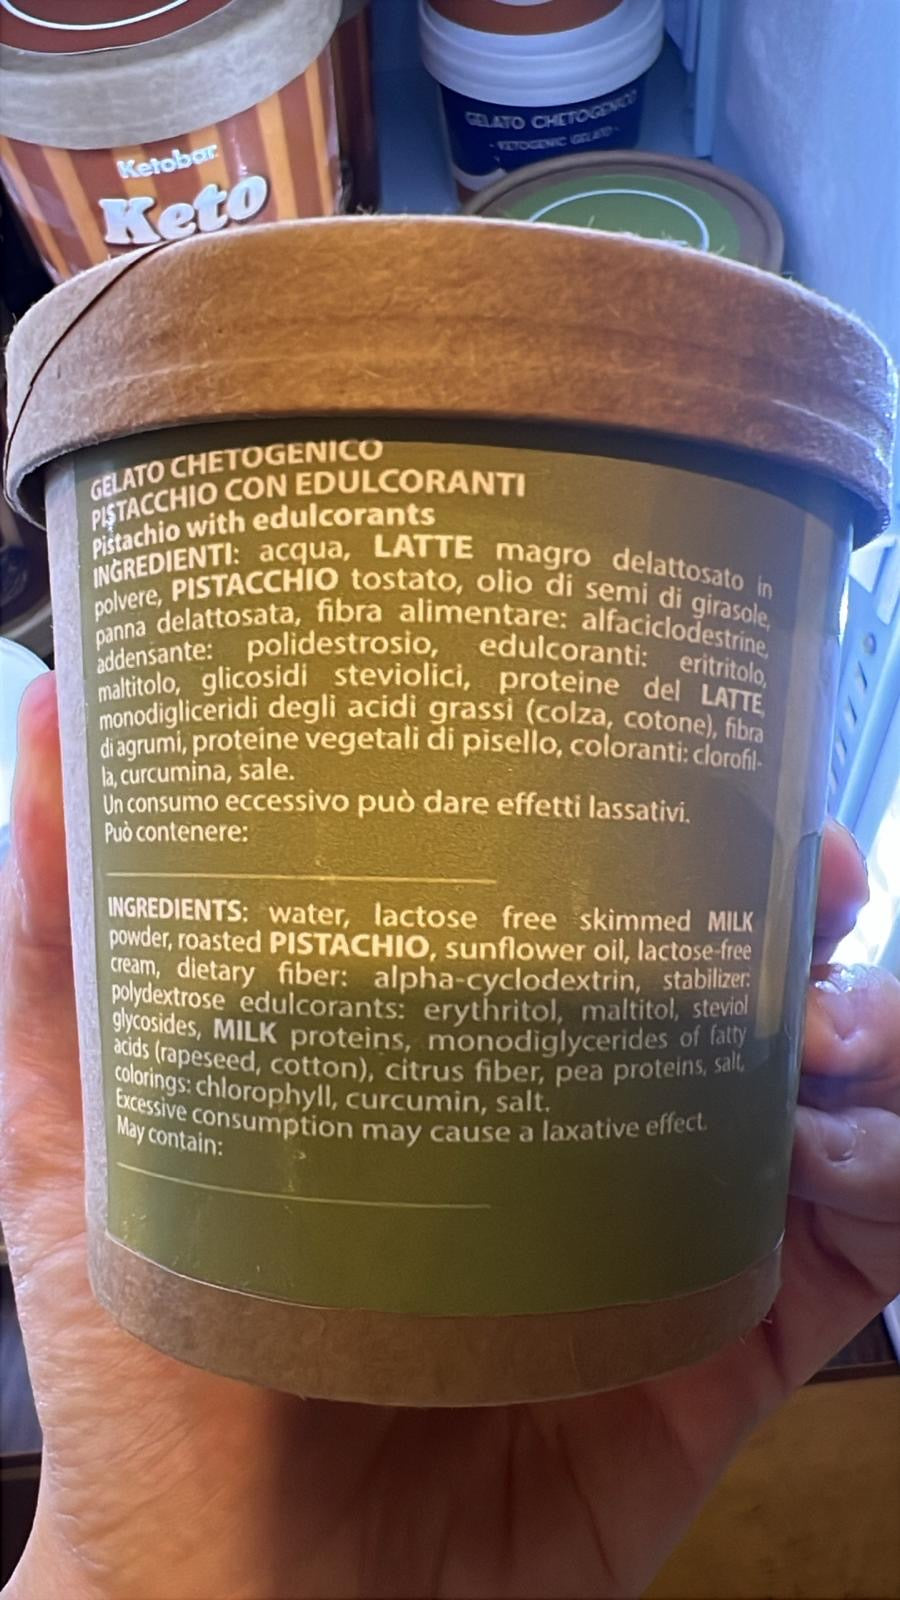 GELATO CHETOGENICO
- KETOGENIC GELATO -
Ketobar
Keto
GELATO CHETOGENICO
PISTACCHIO CON EDULCORANTI
Pistachio with edulcorants
INGREDIENTI: acqua, LATTE magro delattosato in
polvere, PISTACCHIO tostato, olio di semi di girasole,
panna delattosata, fibra alimentare: alfaciclodestrine,
addensante: polidestrosio, edulcoranti: eritritolo,
maltitolo, glicosidi steviolici, proteine del LATTE,
monodigliceridi degli acidi grassi (colza, cotone), fibra
di agrumi, proteine vegetali di pisello, coloranti: clorofil-
la, curcumina, sale.
Un consumo eccessivo può dare effetti lassativi.
Può contenere:
INGREDIENTS: water, lactose free skimmed MILK
powder, roasted PISTACHIO, sunflower oil, lactose-free
cream, dietary fiber: alpha-cyclodextrin, stabilizer:
polydextrose edulcorants: erythritol, maltitol, steviol
glycosides, MILK proteins, monodiglycerides of fatty
acids (rapeseed, cotton), citrus fiber, pea proteins, salt,
colorings: chlorophyll, curcumin, salt.
Excessive consumption may cause a laxative effect.
May contain: